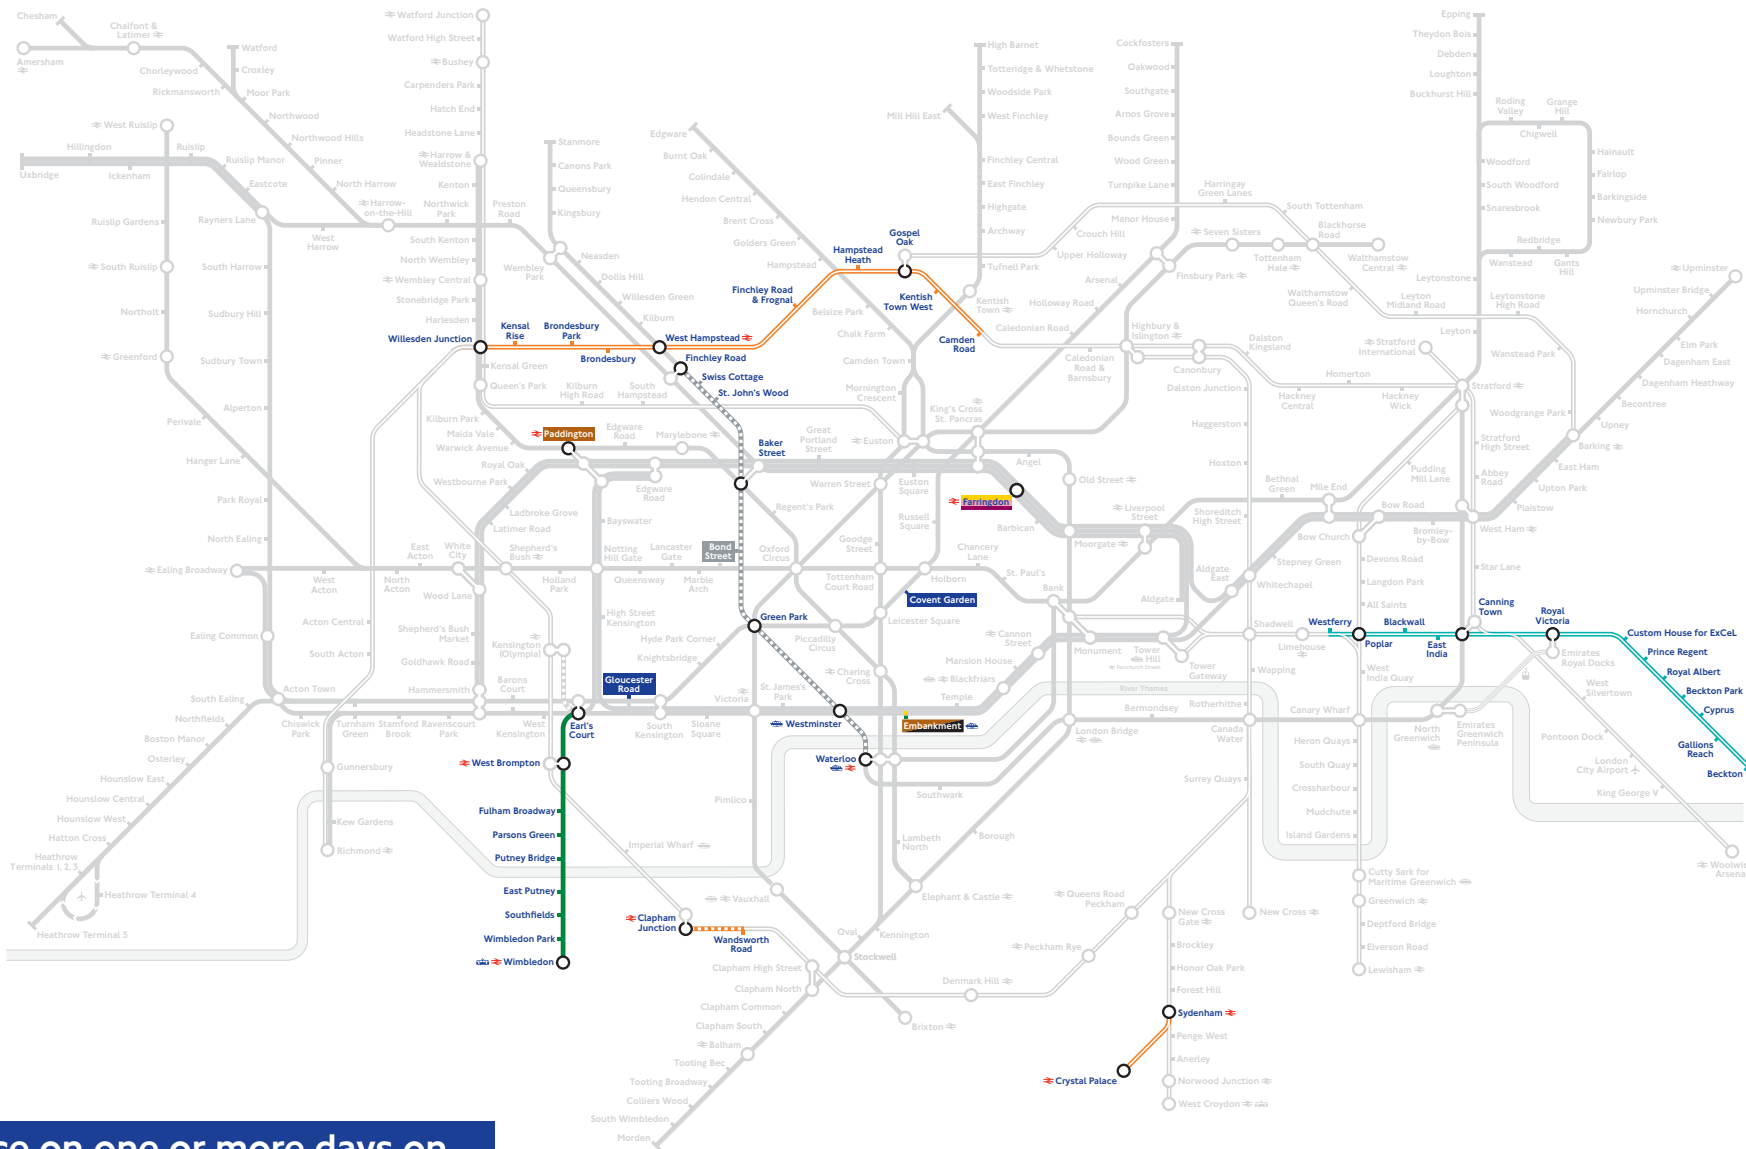 Chesham
Chalfont &
Latimer
Amersham
Chorleywood
Rickmansworth
Watford
Croxley
Moor Park
Northwood
Northwood Hills
Pinner
North Harrow
Harrow-
on-the-Hill
Northwick
Park
Preston
Road
West Ruislip
Hillingdon
Ruislip
Uxbridge
Ickenham
Ruislip Manor
Eastcote
Rayners Lane
West
Harrow
Ruislip Gardens
South Ruislip
Northolt
Greenford
Perivale
Hanger Lane
South Harrow
Sudbury Hill
Sudbury Town
Alperton
Park Royal
North Ealing
Ealing Broadway
Ealing Common
South Ealing
Northfields
Boston Manor
Osterley
Hounslow East
Hounslow Central
Hounslow West
Hatton Cross
Heathrow
Terminals 1, 2, 3
Heathrow Terminal 4
Heathrow Terminal 5
Watford Junction
Watford High Street
Bushey
Carpenders Park
Hatch End
Headstone Lane
Harrow &
Wealdstone
Kenton
South Kenton
North Wembley
Wembley Central
Stonebridge Park
Harlesden
Willesden Junction
Kensal Green
Queen's Park
Kilburn Park
Maida Vale
Warwick Avenue
Royal Oak
Westbourne Park
Ladbroke Grove
Latimer Road
Stanmore
Canons Park
Queensbury
Kingsbury
Wembley
Park
Neasden
Dollis Hill
Willesden Green
Kilburn
West Hampstead
Finchley Road
Swiss Cottage
St. John's Wood
Kensal
Rise
Brondesbury
Park
Brondesbury
Kilburn
High Road
South
Hampstead
Finchley Road
& Frognal
Hampstead
Heath
Gospel
Oak
Kentish
Town West
Camden
Road
Edgware
Burnt Oak
Colindale
Hendon Central
Brent Cross
Golders Green
Hampstead
Belsize Park
Chalk Farm
Camden Town
Mornington
Crescent
Euston
Mill Hill East
High Barnet
Totteridge & Whetstone
Woodside Park
West Finchley
Finchley Central
East Finchley
Highgate
Archway
Tufnell Park
Kentish
Town
Cockfosters
Oakwood
Southgate
Arnos Grove
Bounds Green
Wood Green
Turnpike Lane
Manor House
Finsbury Park
Arsenal
Holloway Road
Caledonian Road
Crouch Hill
Upper Holloway
Harringay
Green Lanes
South Tottenham
Seven Sisters
Tottenham
Hale
Blackhorse
Road
Walthamstow
Central
Walthamstow
Queen's Road
Leyton
Midland Road
Leytonstone
High Road
Wanstead Park
Woodgrange Park
Epping
Theydon Bois
Debden
Loughton
Buckhurst Hill
Roding
Valley
Grange
Hill
Chigwell
Hainault
Fairlop
Barkingside
Newbury Park
Woodford
South Woodford
Snaresbrook
Redbridge
Wanstead
Gants
Hill
Leytonstone
Leyton
Stratford
International
Stratford
Upminster
Upminster Bridge
Hornchurch
Elm Park
Dagenham East
Dagenham Heathway
Becontree
Upney
Barking
East Ham
Upton Park
Plaistow
West Ham
Highbury &
Islington
Caledonian
Road &
Barnsbury
Canonbury
Dalston
Kingsland
Dalston Junction
Haggerston
Hoxton
Homerton
Hackney
Central
Hackney
Wick
Stratford
High Street
Abbey
Road
Pudding
Mill Lane
Bow Road
Bromley-
by-Bow
Bow Church
Mile End
Bethnal
Green
Shoreditch
High Street
Liverpool
Street
Old Street
Angel
King's Cross
St. Pancras
Paddington
Edgware
Road
Marylebone
Baker
Street
Great
Portland
Street
Warren Street
Euston
Square
Edgware
Road
Regent's Park
Russell
Square
Goodge
Street
Farringdon
Barbican
Moorgate
Chancery
Lane
St. Paul's
Bank
Holborn
Tottenham
Court Road
Oxford
Circus
Bond
Street
Bayswater
Notting
Hill Gate
Lancaster
Gate
Queensway
Marble
Arch
Holland
Park
Shepherd's
Bush
White
City
East
Acton
North
Acton
West
Acton
Wood Lane
Acton Central
South Acton
Shepherd's Bush
Market
Goldhawk Road
Hammersmith
Kensington
(Olympia)
High Street
Kensington
Covent Garden
Leicester Square
Green Park
Piccadilly
Circus
Hyde Park Corner
Knightsbridge
Charing
Cross
Cannon
Street
Mansion House
Blackfriars
Temple
Monument
Tower
Hill
Fenchurch Street
Tower
Gateway
Aldgate
Aldgate
East
Whitechapel
Stepney Green
Devons Road
Langdon Park
All Saints
Star Lane
Canning
Town
Royal
Victoria
Westferry
Blackwall
Poplar
East
India
Custom House for ExCeL
Prince Regent
Royal Albert
Beckton Park
Cyprus
Gallions
Reach
Beckton
Emirates
Royal Docks
Shadwell
Limehouse
Wapping
West
India Quay
West
Silvertown
Pontoon Dock
London
City Airport
King George V
Woolwic
Arsena
Acton Town
Chiswick
Park
Turnham
Green
Stamford
Brook
Ravenscourt
Park
Barons
Court
West
Kensington
Earl's
Court
Gloucester
Road
South
Kensington
Sloane
Square
Victoria
St. James's
Park
Westminster
Embankment
River Thames
Rotherhithe
Bermondsey
London Bridge
Canada
Water
Canary Wharf
North
Greenwich
Emirates
Greenwich
Peninsula
Heron Quays
South Quay
Crossharbour
Mudchute
Island Gardens
Cutty Sark for
Maritime Greenwich
Greenwich
Deptford Bridge
Elverson Road
Lewisham
Surrey Quays
Gunnersbury
Kew Gardens
Richmond
West Brompton
Fulham Broadway
Parsons Green
Putney Bridge
East Putney
Southfields
Wimbledon Park
Wimbledon
Imperial Wharf
Clapham
Junction
Wandsworth
Road
Waterloo
Southwark
Lambeth
North
Borough
Elephant & Castle
Kennington
Oval
Pimlico
Vauxhall
Stockwell
Brixton
Clapham High Street
Clapham North
Clapham Common
Clapham South
Balham
Tooting Bec
Tooting Broadway
Colliers Wood
South Wimbledon
Morden
Denmark Hill
Peckham Rye
Queens Road
Peckham
New Cross
Gate
New Cross
Brockley
Honor Oak Park
Forest Hill
Sydenham
Penge West
Anerley
Norwood Junction
West Croydon
Crystal Palace
se on one or more days on